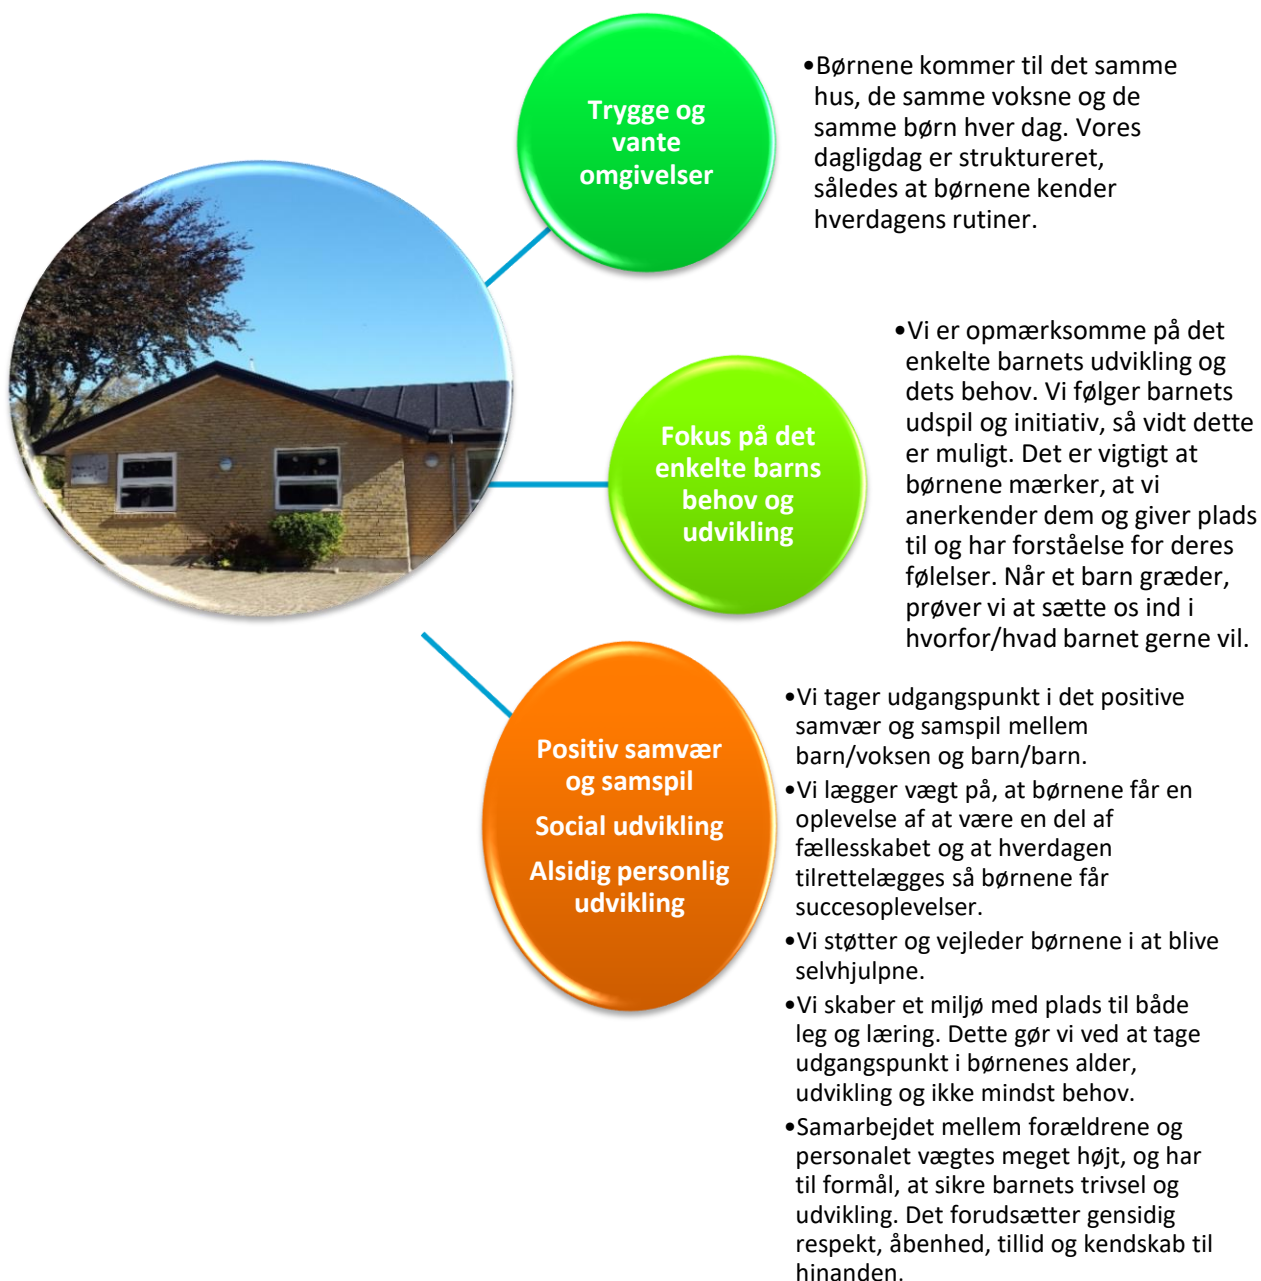 Trygge og
vante
omgivelser
•Børnene kommer til det samme
hus, de samme voksne og de
samme børn hver dag. Vores
dagligdag er struktureret,
således at børnene kender
hverdagens rutiner.
Fokus på det
enkelte barns
behov og
udvikling
•Vi er opmærksomme på det
enkelte barnets udvikling og
dets behov. Vi følger barnets
udspil og initiativ, så vidt dette
er muligt. Det er vigtigt at
børnene mærker, at vi
anerkender dem og giver plads
til og har forståelse for deres
følelser. Når et barn græder,
prøver vi at sætte os ind i
hvorfor/hvad barnet gerne vil.
Positiv samvær
og samspil
Social udvikling
Alsidig personlig
udvikling
•Vi tager udgangspunkt i det positive
samvær og samspil mellem
barn/voksen og barn/barn.
•Vi lægger vægt på, at børnene får en
oplevelse af at være en del af
fællesskabet og at hverdagen
tilrettelægges så børnene får
succesoplevelser.
•Vi støtter og vejleder børnene i at blive
selvhjulpne.
•Vi skaber et miljø med plads til både
leg og læring. Dette gør vi ved at tage
udgangspunkt i børnenes alder,
udvikling og ikke mindst behov.
•Samarbejdet mellem forældrene og
personalet vægtes meget højt, og har
til formål, at sikre barnets trivsel og
udvikling. Det forudsætter gensidig
respekt, åbenhed, tillid og kendskab til
hinanden.